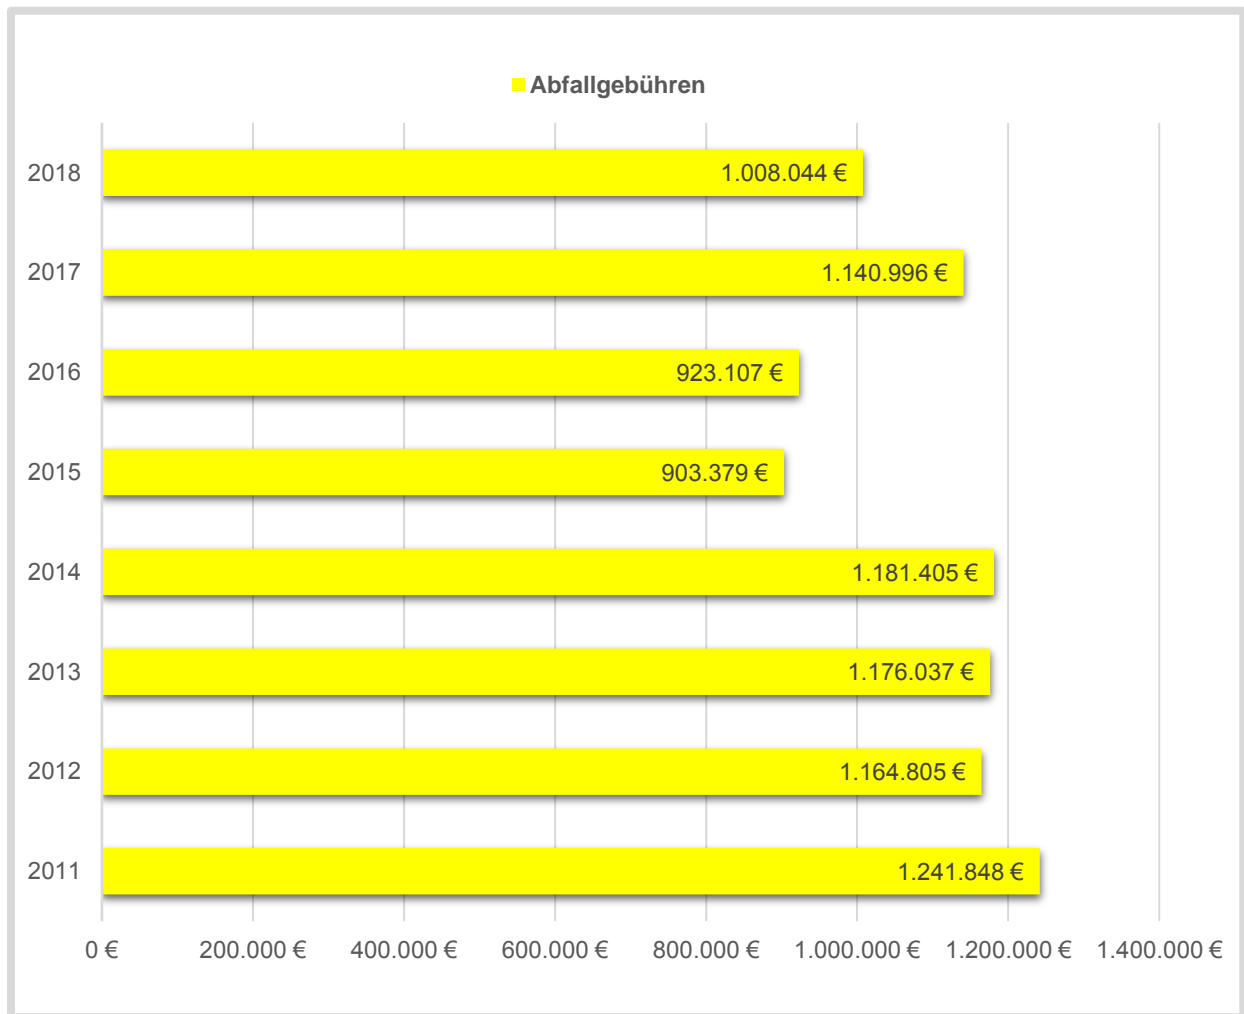 Abfallgebühren
2018 1.008.044 €
2017 1.140.996 €
2016 923.107 €
2015 903.379 €
2014 1.181.405 €
2013 1.176.037 €
2012 1.164.805 €
2011 1.241.848 €
0 € 200.000 € 400.000 € 600.000 € 800.000 € 1.000.000 € 1.200.000 € 1.400.000 €